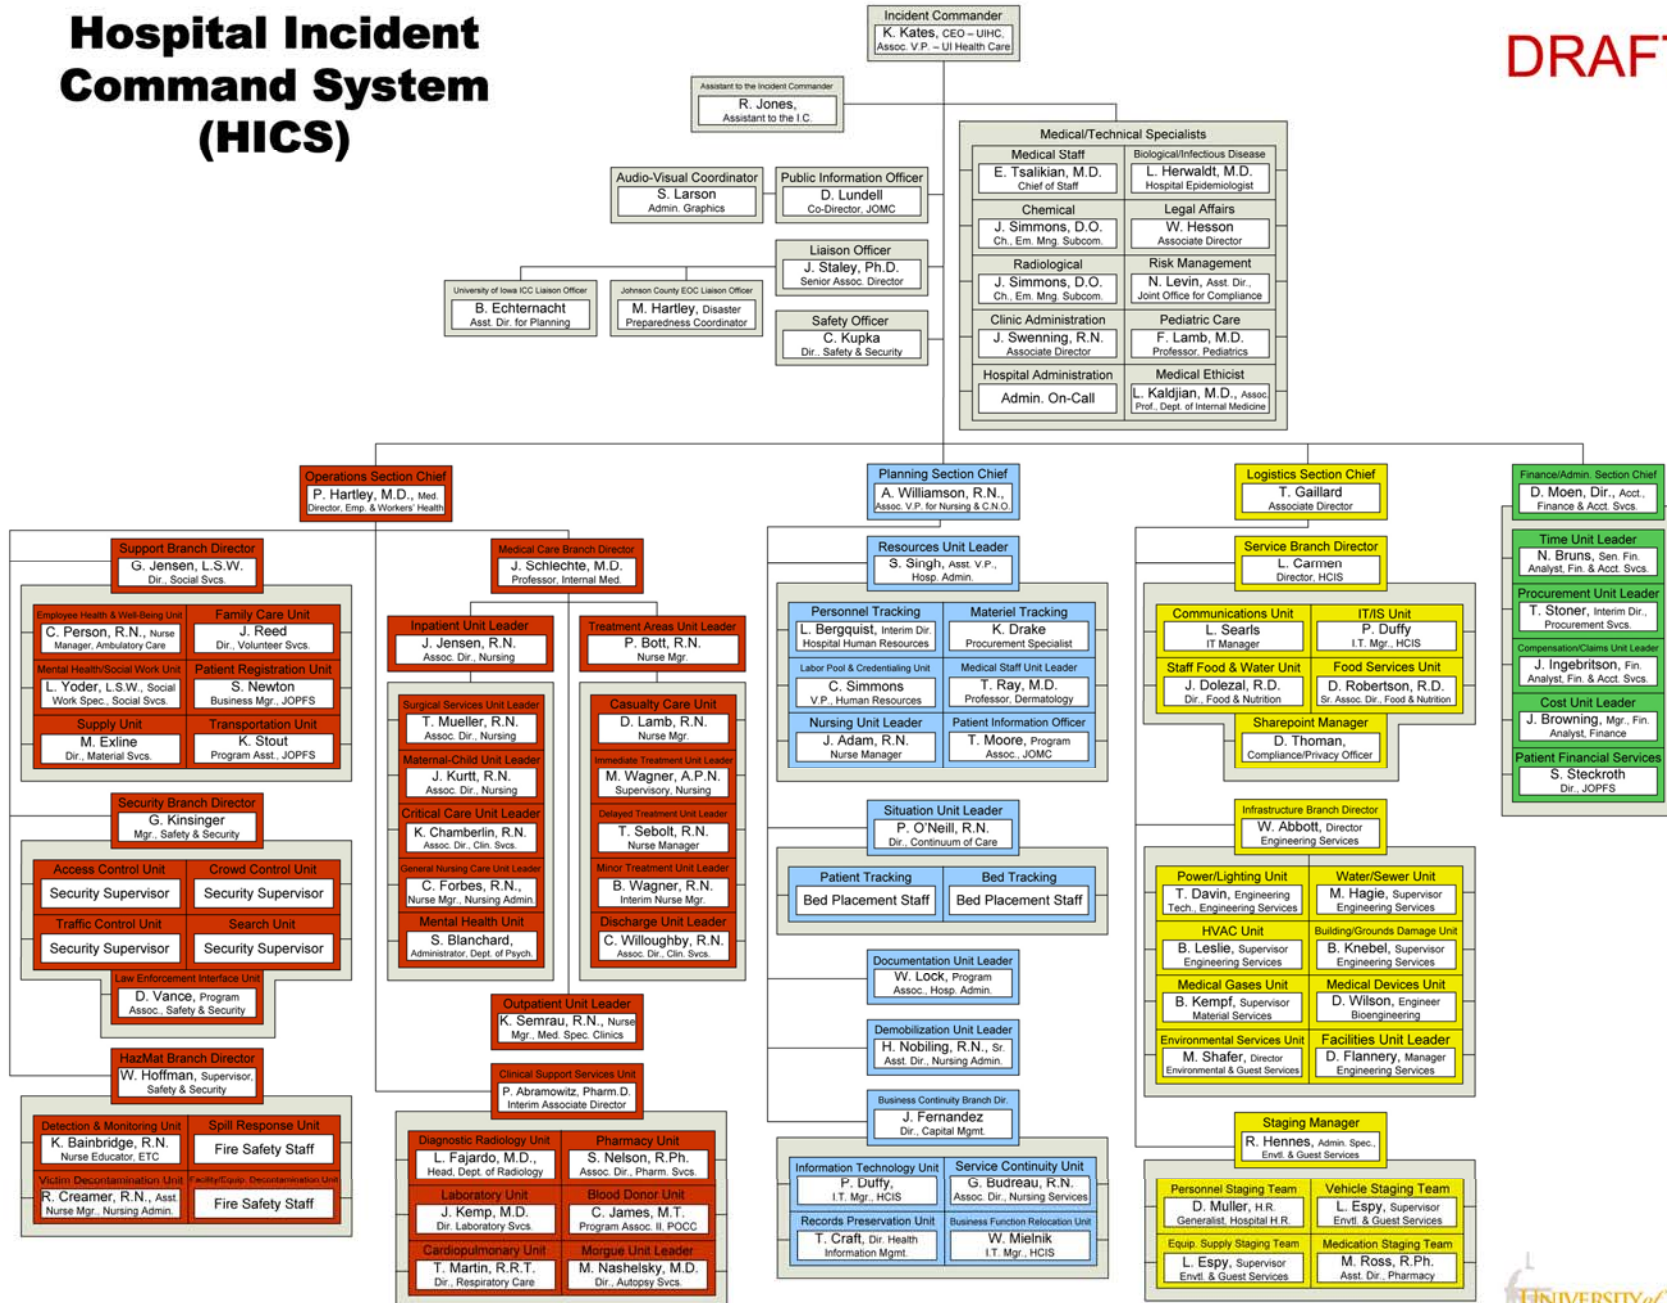 Hospital Incident
Command System
(HICS)
DRAFT
Incident Commander
K. Kates, CEO – UIHC,
Assoc. V.P. – UI Health Care
Assistant to the Incident Commander
R. Jones,
Assistant to the I.C.
Medical/Technical Specialists
Medical Staff
E. Tsalikian, M.D.
Chief of Staff
Biological/Infectious Disease
L. Herwaldt, M.D.
Hospital Epidemiologist
Chemical
J. Simmons, D.O.
Ch., Em. Mng. Subcom.
Legal Affairs
W. Hesson
Associate Director
Radiological
J. Simmons, D.O.
Ch., Em. Mng. Subcom.
Risk Management
N. Levin, Asst. Dir.,
Joint Office for Compliance
Clinic Administration
J. Swenning, R.N.
Associate Director
Pediatric Care
F. Lamb, M.D.
Professor, Pediatrics
Hospital Administration
Admin. On-Call
Medical Ethicist
L. Kaldjian, M.D., Assoc.
Prof., Dept. of Internal Medicine
Audio-Visual Coordinator
S. Larson
Admin. Graphics
Public Information Officer
D. Lundell
Co-Director, JOMC
Liaison Officer
J. Staley, Ph.D.
Senior Assoc. Director
University of Iowa ICC Liaison Officer
B. Echternacht
Asst. Dir. for Planning
Johnson County EOC Liaison Officer
M. Hartley, Disaster
Preparedness Coordinator
Safety Officer
C. Kupka
Dir., Safety & Security
Operations Section Chief
P. Hartley, M.D., Med.
Director, Emp. & Workers' Health
Support Branch Director
G. Jensen, L.S.W.
Dir., Social Svcs.
Employee Health & Well-Being Unit
C. Person, R.N., Nurse
Manager, Ambulatory Care
Family Care Unit
J. Reed
Dir., Volunteer Svcs.
Mental Health/Social Work Unit
L. Yoder, L.S.W., Social
Work Spec., Social Svcs.
Patient Registration Unit
S. Newton
Business Mgr., JOPFS
Supply Unit
M. Exline
Dir., Material Svcs.
Transportation Unit
K. Stout
Program Asst., JOPFS
Security Branch Director
G. Kinsinger
Mgr., Safety & Security
Access Control Unit
Security Supervisor
Crowd Control Unit
Security Supervisor
Traffic Control Unit
Security Supervisor
Search Unit
Security Supervisor
Law Enforcement Interface Unit
D. Vance, Program
Assoc., Safety & Security
HazMat Branch Director
W. Hoffman, Supervisor,
Safety & Security
Detection & Monitoring Unit
K. Bainbridge, R.N.
Nurse Educator, ETC
Spill Response Unit
Fire Safety Staff
Victim Decontamination Unit
R. Creamer, R.N., Asst.
Nurse Mgr., Nursing Admin.
Facility/Equip. Decontamination Unit
Fire Safety Staff
Medical Care Branch Director
J. Schlechte, M.D.
Professor, Internal Med.
Inpatient Unit Leader
J. Jensen, R.N.
Assoc. Dir., Nursing
Surgical Services Unit Leader
T. Mueller, R.N.
Assoc. Dir., Nursing
Maternal-Child Unit Leader
J. Kurtt, R.N.
Assoc. Dir., Nursing
Critical Care Unit Leader
K. Chamberlin, R.N.
Assoc. Dir., Clin. Svcs.
General Nursing Care Unit Leader
C. Forbes, R.N.,
Nurse Mgr., Nursing Admin.
Mental Health Unit
S. Blanchard,
Administrator, Dept. of Psych.
Treatment Areas Unit Leader
P. Bott, R.N
Nurse Mgr.
Casualty Care Unit
D. Lamb, R.N.
Nurse Mgr.
Immediate Treatment Unit Leader
M. Wagner, A.P.N.
Supervisory, Nursing
Delayed Treatment Unit Leader
T. Sebolt, R.N.
Nurse Manager
Minor Treatment Unit Leader
B. Wagner, R.N.
Interim Nurse Mgr.
Discharge Unit Leader
C. Willoughby, R.N.
Assoc. Dir., Clin. Svcs.
Outpatient Unit Leader
K. Semrau, R.N., Nurse
Mgr., Med. Spec. Clinics
Clinical Support Services Unit
P. Abramowitz, Pharm.D.
Interim Associate Director
Diagnostic Radiology Unit
L. Fajardo, M.D.,
Head, Dept. of Radiology
Pharmacy Unit
S. Nelson, R.Ph.
Assoc. Dir., Pharm. Svcs.
Laboratory Unit
J. Kemp, M.D.
Dir. Laboratory Svcs.
Blood Donor Unit
C. James, M.T.
Program Assoc. II, POCC
Cardiopulmonary Unit
T. Martin, R.R.T.
Dir., Respiratory Care
Morgue Unit Leader
M. Nashelsky, M.D.
Dir., Autopsy Svcs.
Planning Section Chief
A. Williamson, R.N.,
Assoc. V.P. for Nursing & C.N.O.
Resources Unit Leader
S. Singh, Asst. V.P.,
Hosp. Admin.
Personnel Tracking
L. Bergquist, Interim Dir.
Hospital Human Resources
Materiel Tracking
K. Drake
Procurement Specialist
Labor Pool & Credentialing Unit
C. Simmons
V.P., Human Resources
Medical Staff Unit Leader
T. Ray, M.D.
Professor, Dermatology
Nursing Unit Leader
J. Adam, R.N.
Nurse Manager
Patient Information Officer
T. Moore, Program
Assoc., JOMC
Situation Unit Leader
P. O'Neill, R.N.
Dir., Continuum of Care
Patient Tracking
Bed Placement Staff
Bed Tracking
Bed Placement Staff
Documentation Unit Leader
W. Lock, Program
Assoc., Hosp. Admin.
Demobilization Unit Leader
H. Nobiling, R.N., Sr.
Asst. Dir., Nursing Admin.
Business Continuity Branch Dir.
J. Fernandez
Dir., Capital Mgmt.
Information Technology Unit
P. Duffy,
I.T. Mgr., HCIS
Service Continuity Unit
G. Budreau, R.N.
Assoc. Dir., Nursing Services
Records Preservation Unit
T. Craft, Dir. Health
Information Mgmt.
Business Function Relocation Unit
W. Mielnik
I.T. Mgr., HCIS
Logistics Section Chief
T. Gaillard
Associate Director
Service Branch Director
L. Carmen
Director, HCIS
Communications Unit
L. Searls
IT Manager
IT/IS Unit
P. Duffy
I.T. Mgr., HCIS
Staff Food & Water Unit
J. Dolezal, R.D.
Dir., Food & Nutrition
Food Services Unit
D. Robertson, R.D.
Sr. Assoc. Dir., Food & Nutrition
Sharepoint Manager
D. Thoman,
Compliance/Privacy Officer
Infrastructure Branch Director
W. Abbott, Director
Engineering Services
Power/Lighting Unit
T. Davin, Engineering
Tech., Engineering Services
Water/Sewer Unit
M. Hagie, Supervisor
Engineering Services
HVAC Unit
B. Leslie, Supervisor
Engineering Services
Building/Grounds Damage Unit
B. Knebel, Supervisor
Engineering Services
Medical Gases Unit
B. Kempf, Supervisor
Material Services
Medical Devices Unit
D. Wilson, Engineer
Bioengineering
Environmental Services Unit
M. Shafer, Director
Environmental & Guest Services
Facilities Unit Leader
D. Flannery, Manager
Engineering Services
Staging Manager
R. Hennes, Admin. Spec.,
Envtl. & Guest Services
Personnel Staging Team
D. Muller, H.R.
Generalist, Hospital H.R.
Vehicle Staging Team
L. Espy, Supervisor
Envtl. & Guest Services
Equip. Supply Staging Team
L. Espy, Supervisor
Envtl. & Guest Services
Medication Staging Team
M. Ross, R.Ph.
Asst. Dir., Pharmacy
Finance/Admin. Section Chief
D. Moen, Dir., Acct.,
Finance & Acct. Svcs.
Time Unit Leader
N. Bruns, Sen. Fin.
Analyst, Fin. & Acct. Svcs.
Procurement Unit Leader
T. Stoner, Interim Dir.,
Procurement Svcs.
Compensation/Claims Unit Leader
J. Ingebritson, Fin.
Analyst, Fin. & Acct. Svcs.
Cost Unit Leader
J. Browning, Mgr., Fin.
Analyst, Finance
Patient Financial Services
S. Steckroth
Dir., JOPFS
UNIVERSITY of